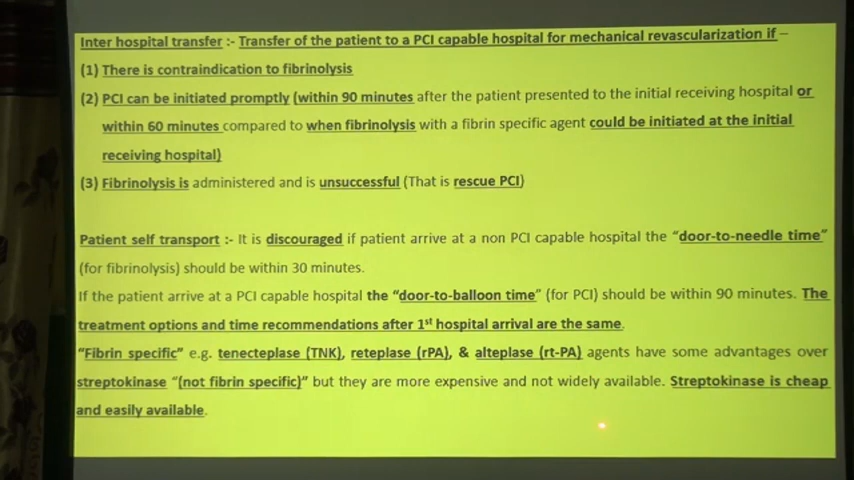 Inter hospital transfer :- Transfer of the patient to a PCI capable hospital for mechanical revascularization if –
(1) There is contraindication to fibrinolysis
(2) PCI can be initiated promptly (within 90 minutes after the patient presented to the initial receiving hospital or
within 60 minutes compared to when fibrinolysis with a fibrin specific agent could be initiated at the initial
receiving hospital)
(3) Fibrinolysis is administered and is unsuccessful (That is rescue PCI)
Patient self transport :- It is discouraged if patient arrive at a non PCI capable hospital the “door-to-needle time”
(for fibrinolysis) should be within 30 minutes.
If the patient arrive at a PCI capable hospital the “door-to-balloon time” (for PCI) should be within 90 minutes. The
treatment options and time recommendations after 1st hospital arrival are the same.
“Fibrin specific” e.g. tenecteplase (TNK), reteplase (rPA), & alteplase (rt-PA) agents have some advantages over
streptokinase “(not fibrin specific)” but they are more expensive and not widely available. Streptokinase is cheap
and easily available.